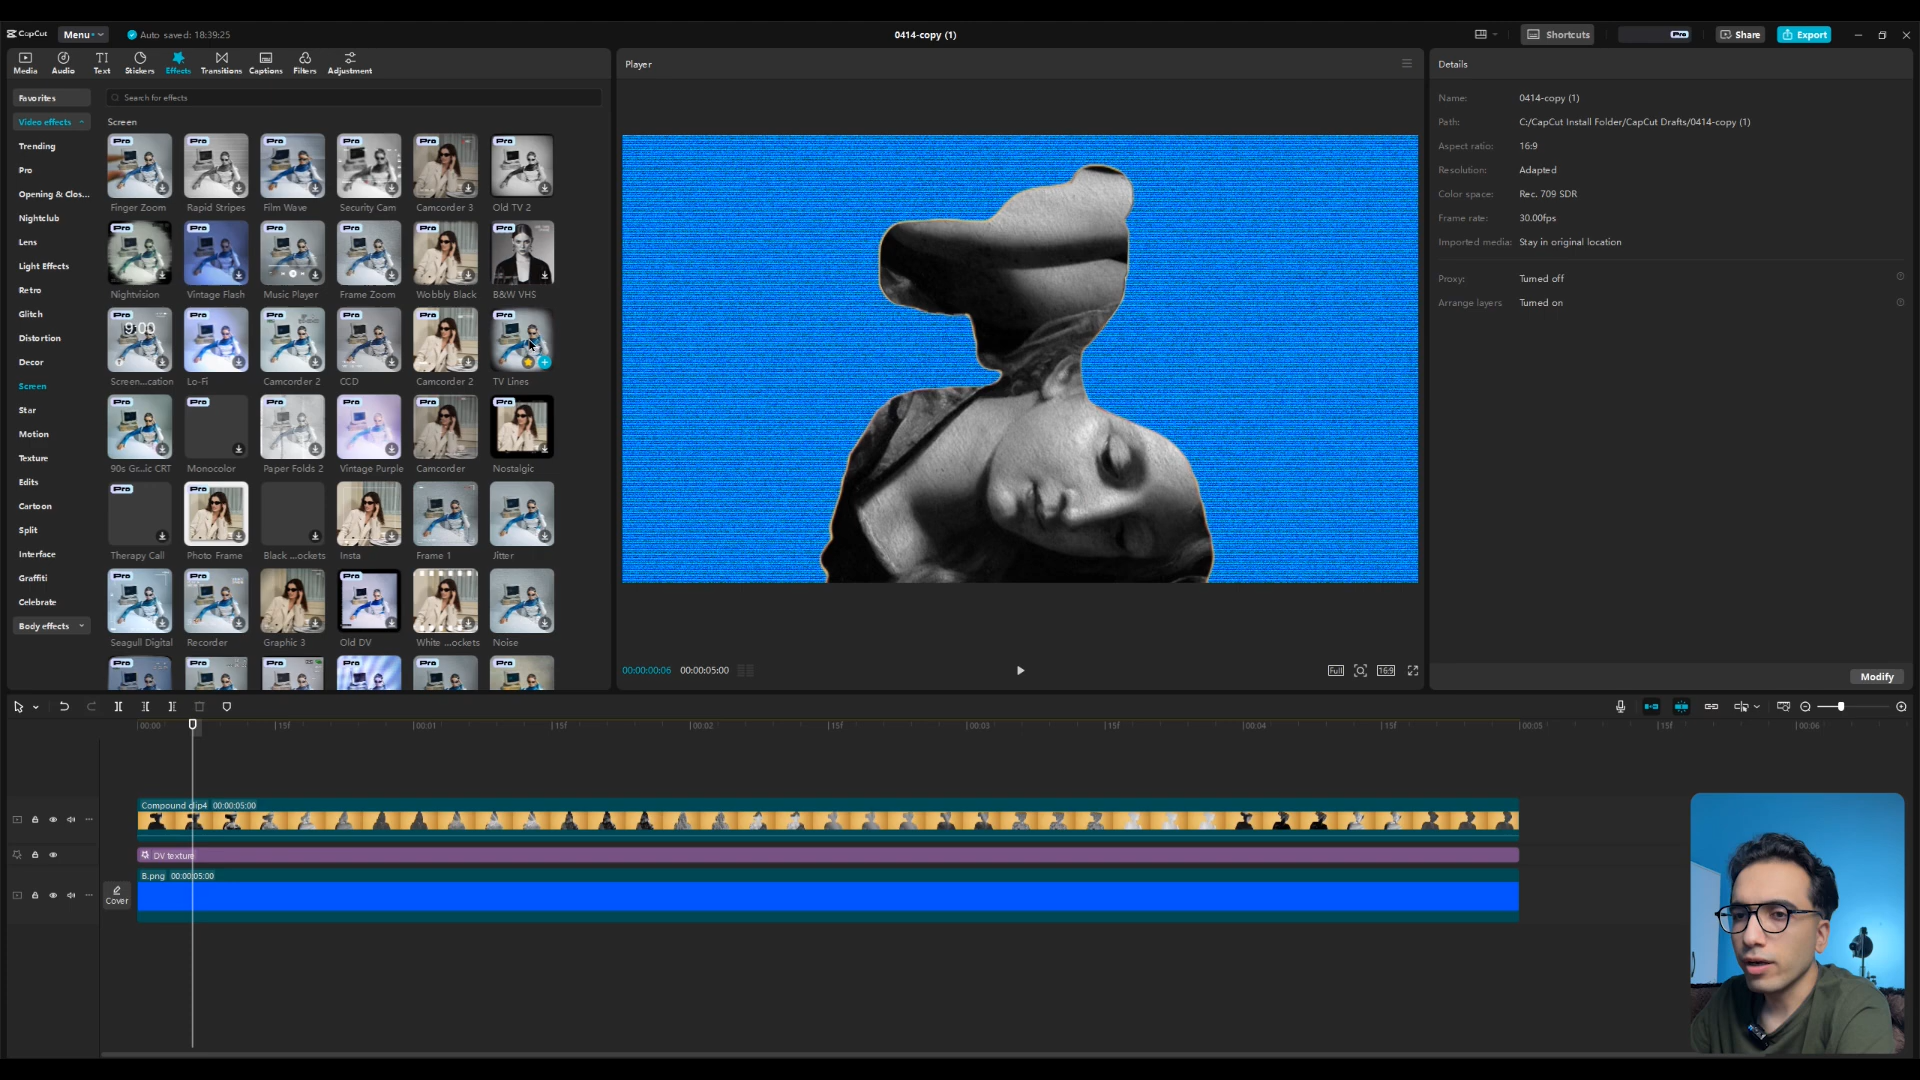 CapCut
Menu
Auto saved: 18:39:25
0414-copy (1)
Shortcuts
Pro
Share
Export
Media
Audio
Text
Stickers
Effects
Transitions
Captions
Filters
Adjustment
Player
Details
Favorites
Video effects
Trending
Pro
Opening & Clos...
Nightclub
Lens
Light Effects
Retro
Glitch
Distortion
Decor
Screen
Star
Motion
Texture
Edits
Cartoon
Split
Interface
Graffiti
Celebrate
Body effects
Search for effects
Screen
Pro Pro Pro Pro Pro Pro
Finger Zoom Rapid Stripes Film Wave Security Cam Camcorder 3 Old TV 2
Pro Pro Pro Pro Pro Pro
Nightvision Vintage Flash Music Player Frame Zoom Wobbly Black B&W VHS
Pro Pro Pro Pro Pro Pro
9:00
Screen...cation Lo-Fi Camcorder 2 CCD Camcorder 2 TV Lines
Pro Pro Pro Pro Pro Pro
90s Gr...ic CRT Monocolor Paper Folds 2 Vintage Purple Camcorder Nostalgic
Pro Pro
Therapy Call Photo Frame Black ...ockets Insta Frame 1 Jitter
Pro Pro Pro
Seagull Digital Recorder Graphic 3 Old DV White ...ockets Noise
Pro Pro Pro Pro Pro Pro
00:00:00:06 00:00:05:00
Full
16:9
Name: 0414-copy (1)
Path: C:/CapCut Install Folder/CapCut Drafts/0414-copy (1)
Aspect ratio: 16:9
Resolution: Adapted
Color space: Rec. 709 SDR
Frame rate: 30.00fps
Imported media: Stay in original location
Proxy: Turned off
Arrange layers Turned on
Modify
00:00 15f 00:01 15f 00:02 15f 00:03 15f 00:04 15f 00:05 15f 00:06
Compound clip4 00:00:05:00
DV texture
B.png 00:00:05:00
Cover